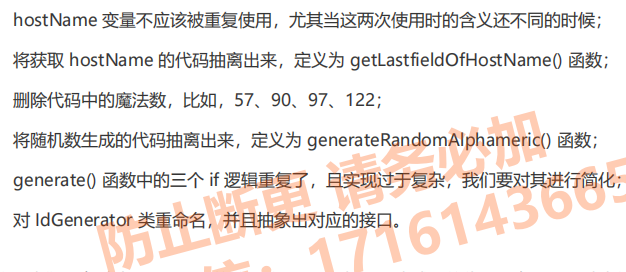 hostName 变量不应该被重复使用，尤其当这两次使用时的含义还不同的时候；
将获取 hostName 的代码抽离出来，定义为 getLastfieldOfHostName() 函数；
删除代码中的魔法数，比如，57、90、97、122；
将随机数生成的代码抽离出来，定义为 generateRandomAlphameric() 函数；
generate() 函数中的三个 if 逻辑重复了，且实现过于复杂，我们要对其进行简化；
对 IdGenerator 类重命名，并且抽象出对应的接口。
防止断更 请务必加
信：1716143665